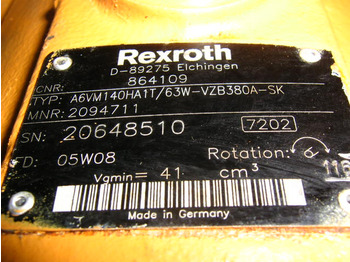 Rexroth
D-89275 Elchingen
CNR: 864109
TYP: A6VM140HA1T/63W-VZB380A-SK
MNR: 2094711
SN: 20648510 7202
FD: 05W08 Rotation:
Vgmin= 41 cm³ 116
Made in Germany